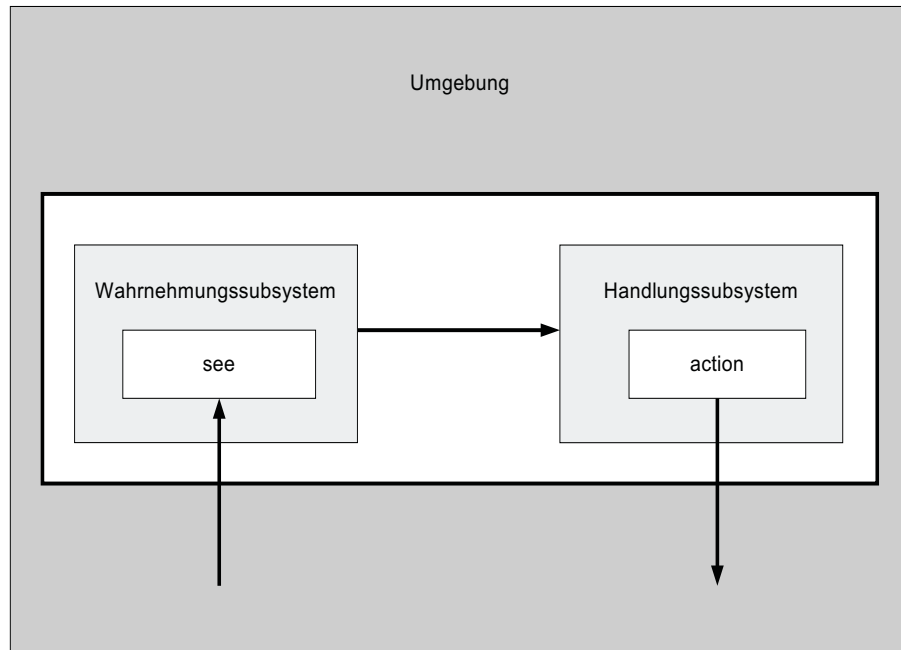 Umgebung
Wahrnehmungssubsystem
Handlungssubsystem
see
action